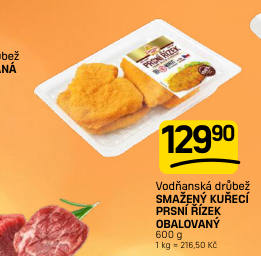 ůbež
ANÁ
PRSNÍ ŘÍZEK
129⁹⁰
Vodňanská drůbež
SMAŽENÝ KUŘECÍ
PRSNÍ ŘÍZEK
OBALOVANÝ
600 g
1 kg = 216,50 Kč